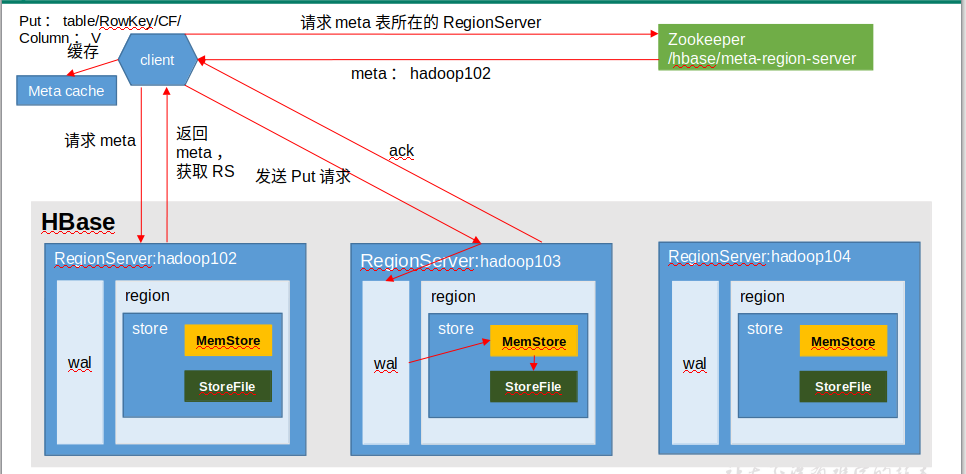 Put： table/RowKey/CF/
Column： V
请求 meta 表所在的 RegionServer
Zookeeper
/hbase/meta-region-server
缓存
client
meta： hadoop102
Meta cache
请求 meta
返回
meta，
获取 RS
ack
发送 Put 请求
HBase
RegionServer:hadoop102
RegionServer:hadoop103
RegionServer:hadoop104
region
store
MemStore
wal
StoreFile
region
store
MemStore
wal
StoreFile
region
store
MemStore
wal
StoreFile